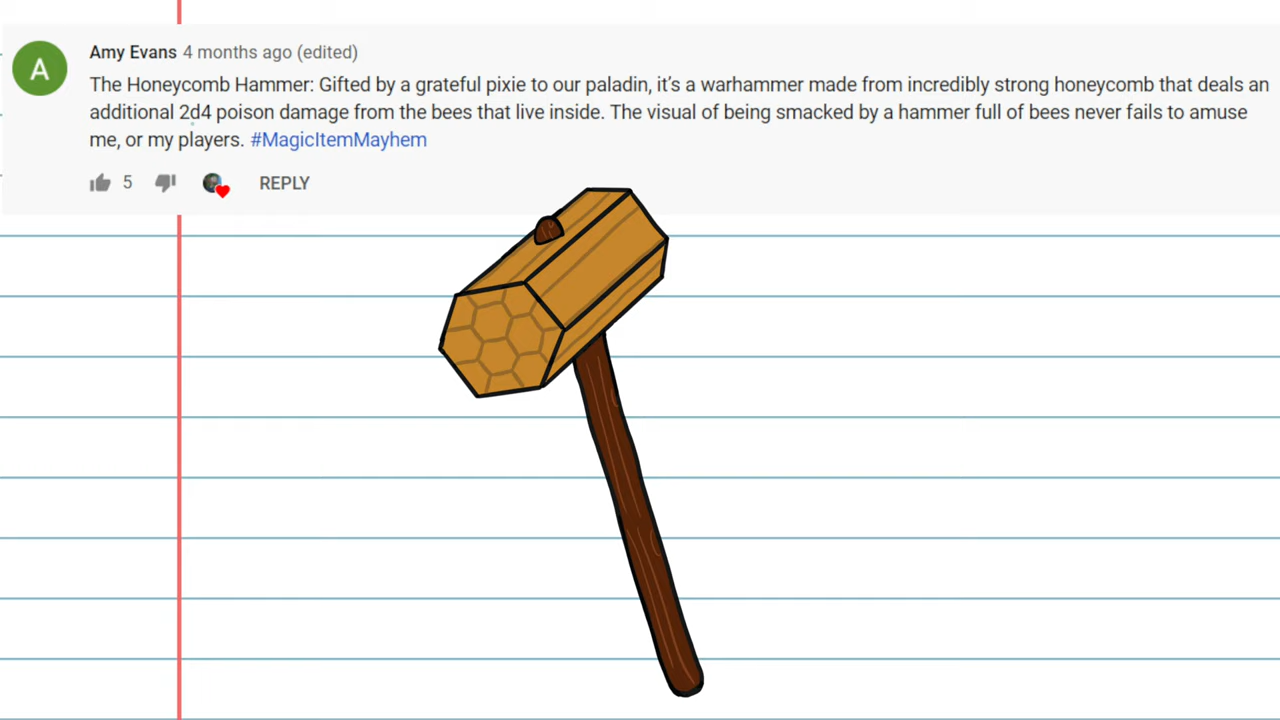 A
Amy Evans 4 months ago (edited)
The Honeycomb Hammer: Gifted by a grateful pixie to our paladin, it's a warhammer made from incredibly strong honeycomb that deals an
additional 2d4 poison damage from the bees that live inside. The visual of being smacked by a hammer full of bees never fails to amuse
me, or my players. #MagicItemMayhem
5 REPLY